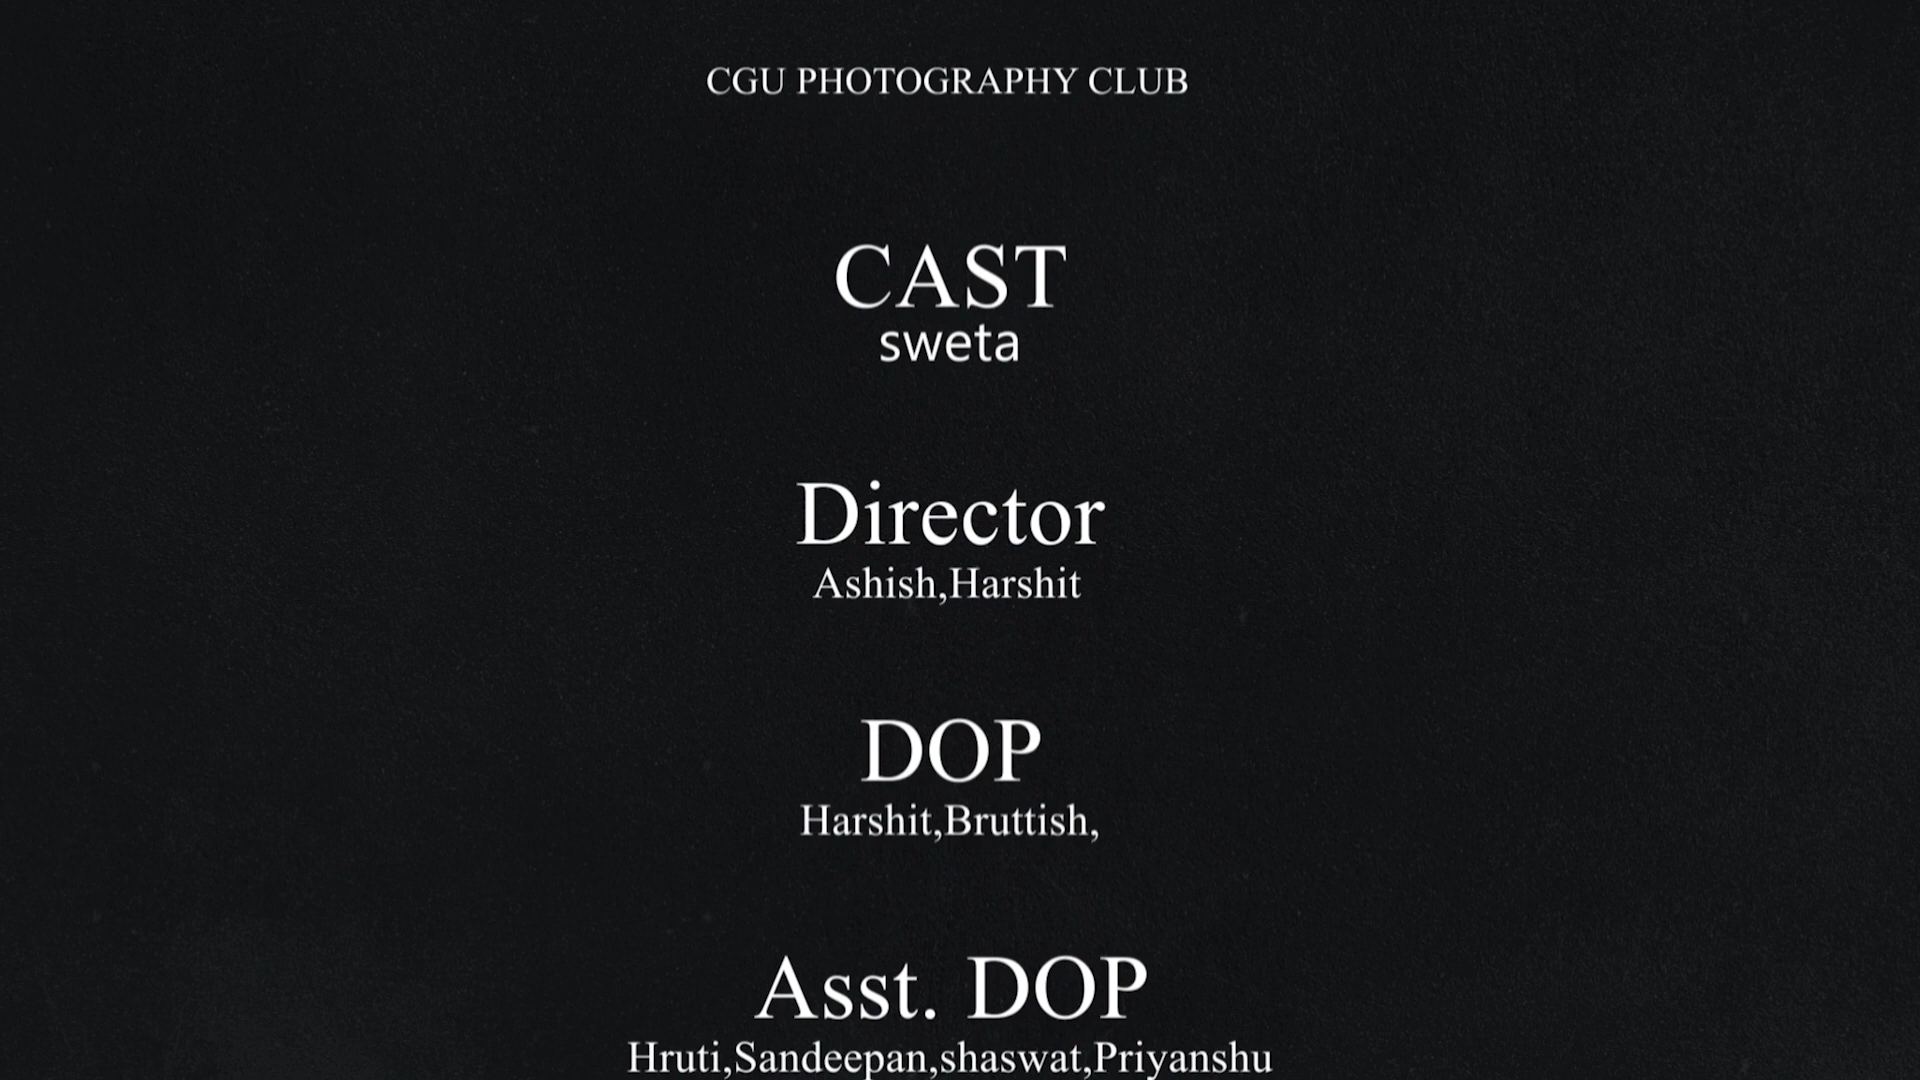 CGU PHOTOGRAPHY CLUB
CAST
sweta
Director
Ashish,Harshit
DOP
Harshit,Bruttish,
Asst. DOP
Hruti,Sandeepan,shaswat,Priyanshu